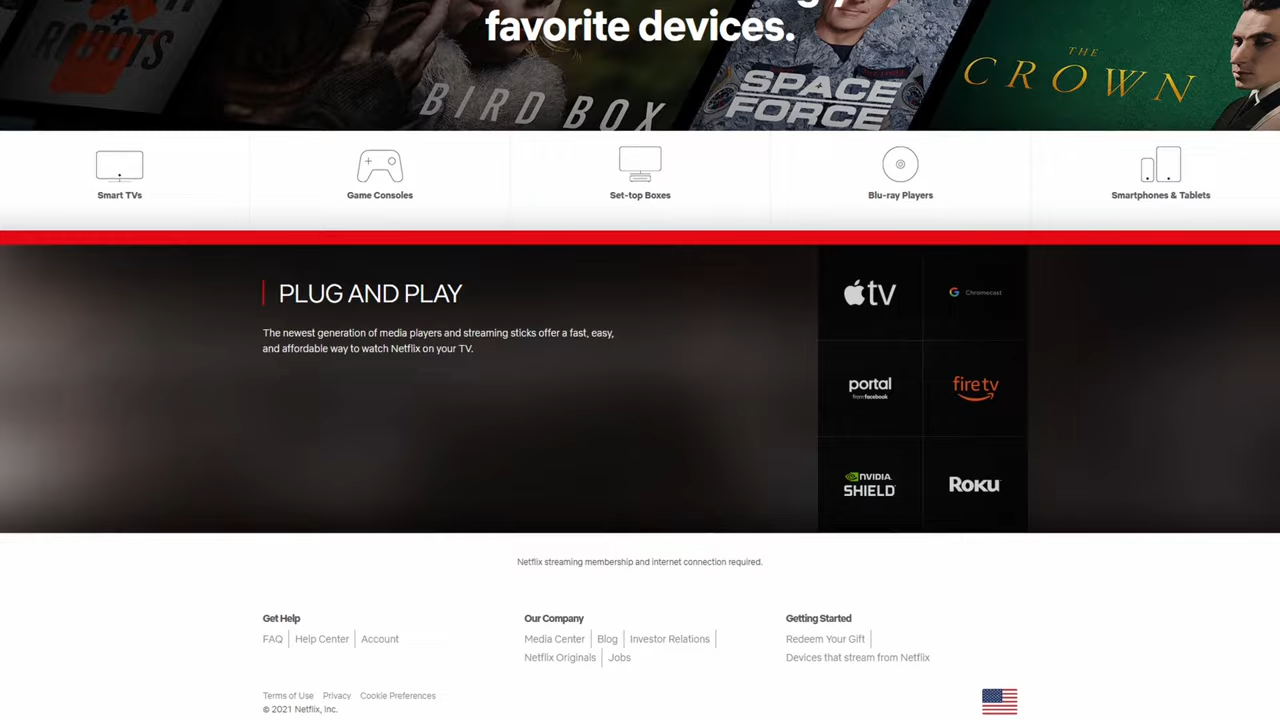 favorite devices.
ROBOTS
BIRD BOX
SPACE
FORCE
THE
CROWN
Smart TVs
Game Consoles
Set-top Boxes
Blu-ray Players
Smartphones & Tablets
PLUG AND PLAY
The newest generation of media players and streaming sticks offer a fast, easy,
and affordable way to watch Netflix on your TV.
tv
Chromecast
portal
from facebook
fire tv
NVIDIA
SHIELD
Roku
Netflix streaming membership and internet connection required.
Get Help
FAQ
Help Center
Account
Our Company
Media Center
Blog
Investor Relations
Netflix Originals
Jobs
Getting Started
Redeem Your Gift
Devices that stream from Netflix
Terms of Use
Privacy
Cookie Preferences
© 2021 Netflix, Inc.